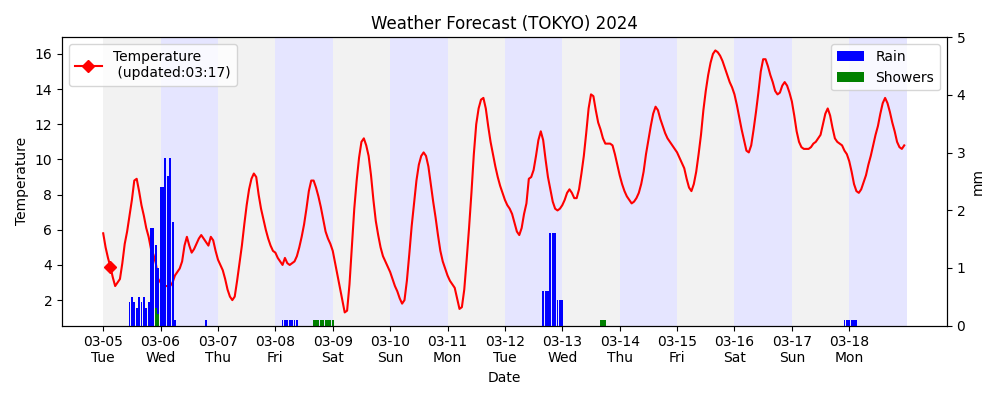 Weather Forecast (TOKYO) 2024
Temperature
(updated:03:17)
Rain
Showers
16
14
12
10
8
6
4
2
Temperature
5
4
3
2
1
0
mm
03-05 03-06 03-07 03-08 03-09 03-10 03-11 03-12 03-13 03-14 03-15 03-16 03-17 03-18
Tue Wed Thu Fri Sat Sun Mon Tue Wed Thu Fri Sat Sun Mon
Date